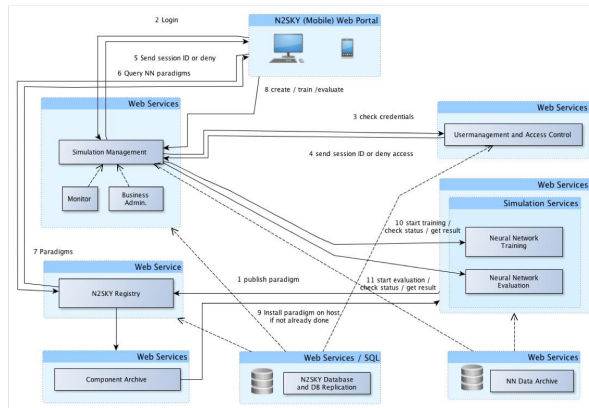 N2SKY (Mobile) Web Portal
2 Login
5 Send session ID or deny
6 Query NN paradigms
8 create / train /evaluate
Web Services
Simulation Management
Monitor
Business
Admin.
3 check credentials
4 send session ID or deny access
Web Services
Usermanagement and Access Control
Web Services
Simulation Services
10 start training /
check status / get result
Neural Network
Training
11 start evaluation /
check status / get result
Neural Network
Evaluation
7 Paradigms
Web Service
N2SKY Registry
1 publish paradigm
9 Install paradigm on host
if not already done
Web Services
Component Archive
Web Services / SQL
N2SKY Database
and DB Replication
Web Services
NN Data Archive